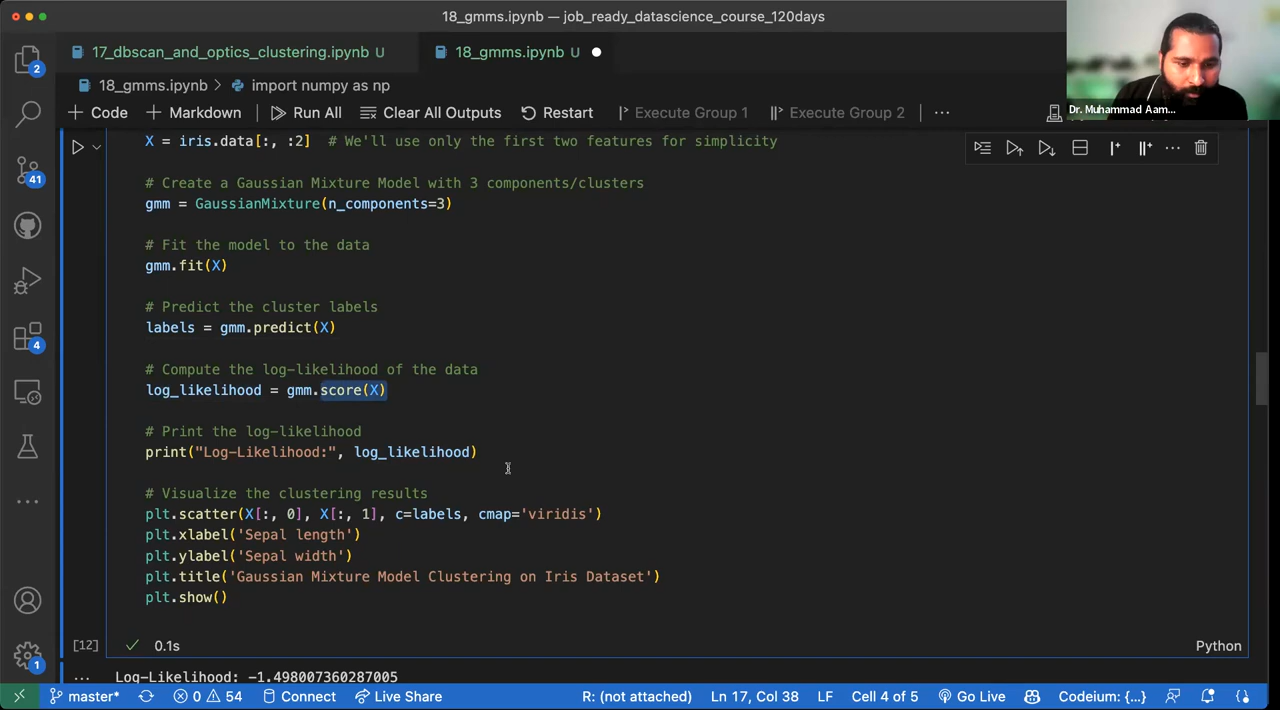 18_gmms.ipynb — job_ready_datascience_course_120days
17_dbscan_and_optics_clustering.ipynb U
18_gmms.ipynb U
18_gmms.ipynb > import numpy as np
+ Code + Markdown Run All Clear All Outputs Restart Execute Group 1 Execute Group 2 ...
Dr. Muhammad Aam...
X = iris.data[:, :2] # We'll use only the first two features for simplicity
# Create a Gaussian Mixture Model with 3 components/clusters
gmm = GaussianMixture(n_components=3)
# Fit the model to the data
gmm.fit(X)
# Predict the cluster labels
labels = gmm.predict(X)
# Compute the log-likelihood of the data
log_likelihood = gmm.score(X)
# Print the log-likelihood
print("Log-Likelihood:", log_likelihood)
# Visualize the clustering results
plt.scatter(X[:, 0], X[:, 1], c=labels, cmap='viridis')
plt.xlabel('Sepal length')
plt.ylabel('Sepal width')
plt.title('Gaussian Mixture Model Clustering on Iris Dataset')
plt.show()
[12] ✓ 0.1s Python
... Log-Likelihood: -1.498007360287005
2
41
4
1
master* 0 54 Connect Live Share R: (not attached) Ln 17, Col 38 LF Cell 4 of 5 Go Live Codeium: {...}